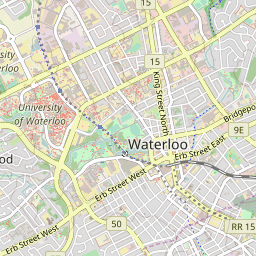 15
University
Waterloo
King Street North
15
University
of Waterloo
Bridgepo
9E
Waterloo
Erb Street East
od
Erb Street West
50
Erb Street West
RR 15